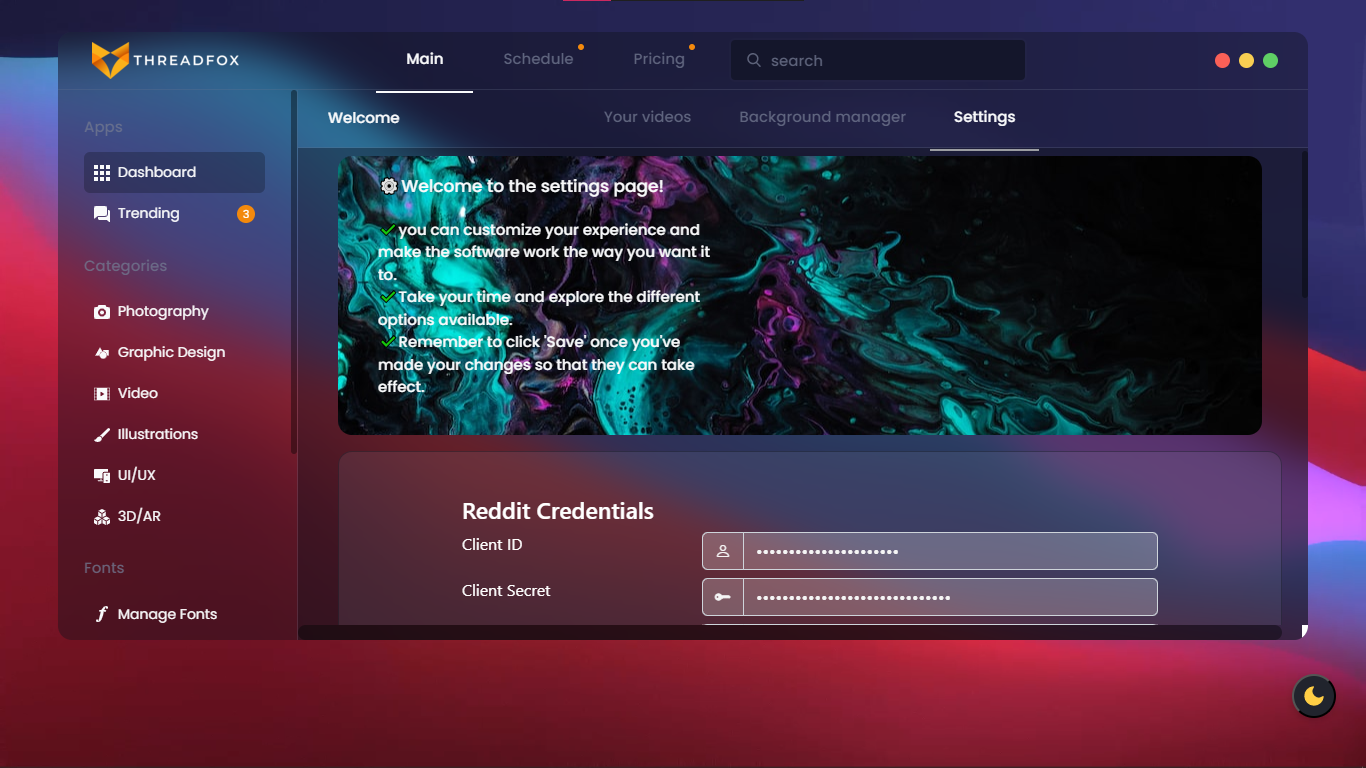 THREADFOX
Main
Schedule
Pricing
search
Apps
Dashboard
Trending
3
Categories
Photography
Graphic Design
Video
Illustrations
UI/UX
3D/AR
Fonts
Manage Fonts
Welcome
Your videos
Background manager
Settings
Welcome to the settings page!
you can customize your experience and
make the software work the way you want it
to.
Take your time and explore the different
options available.
Remember to click 'Save' once you've
made your changes so that they can take
effect.
Reddit Credentials
Client ID
Client Secret